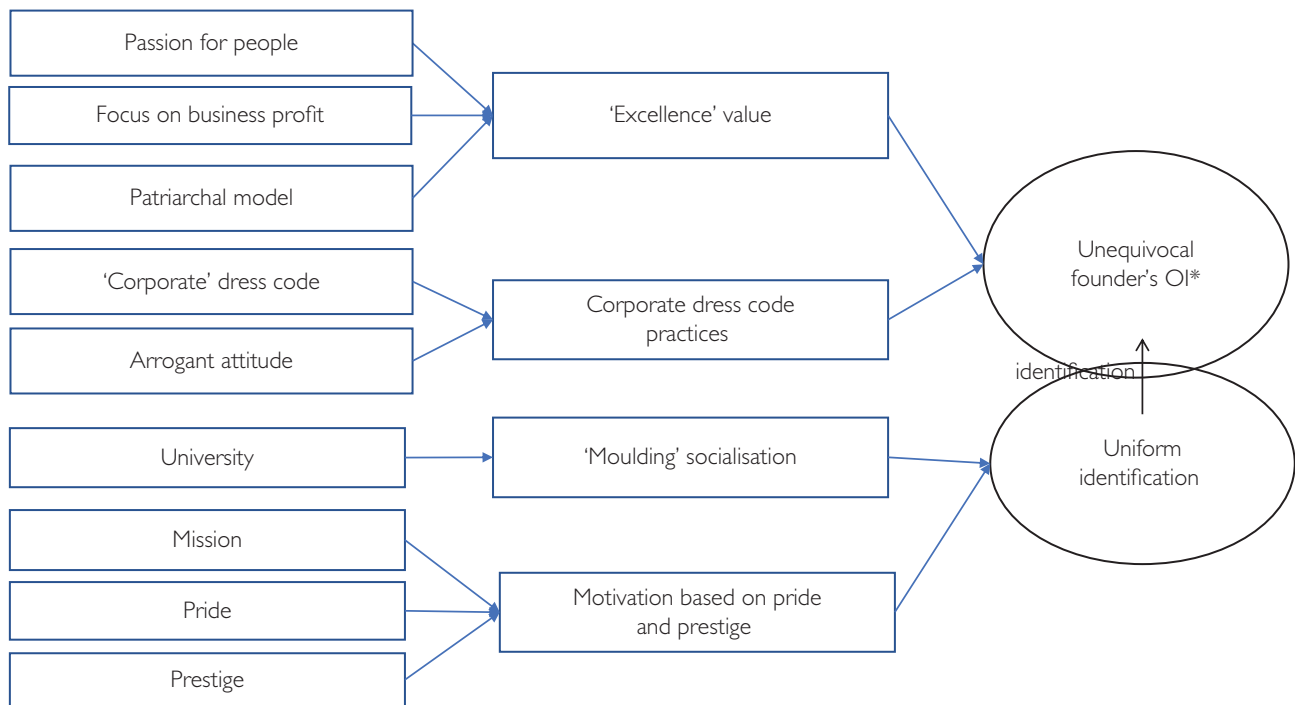 Passion for people
Focus on business profit
Patriarchal model
‘Corporate’ dress code
Arrogant attitude
University
Mission
Pride
Prestige
‘Excellence’ value
Corporate dress code
practices
‘Moulding’ socialisation
Motivation based on pride
and prestige
Unequivocal
founder’s OI*
identification
Uniform
identification